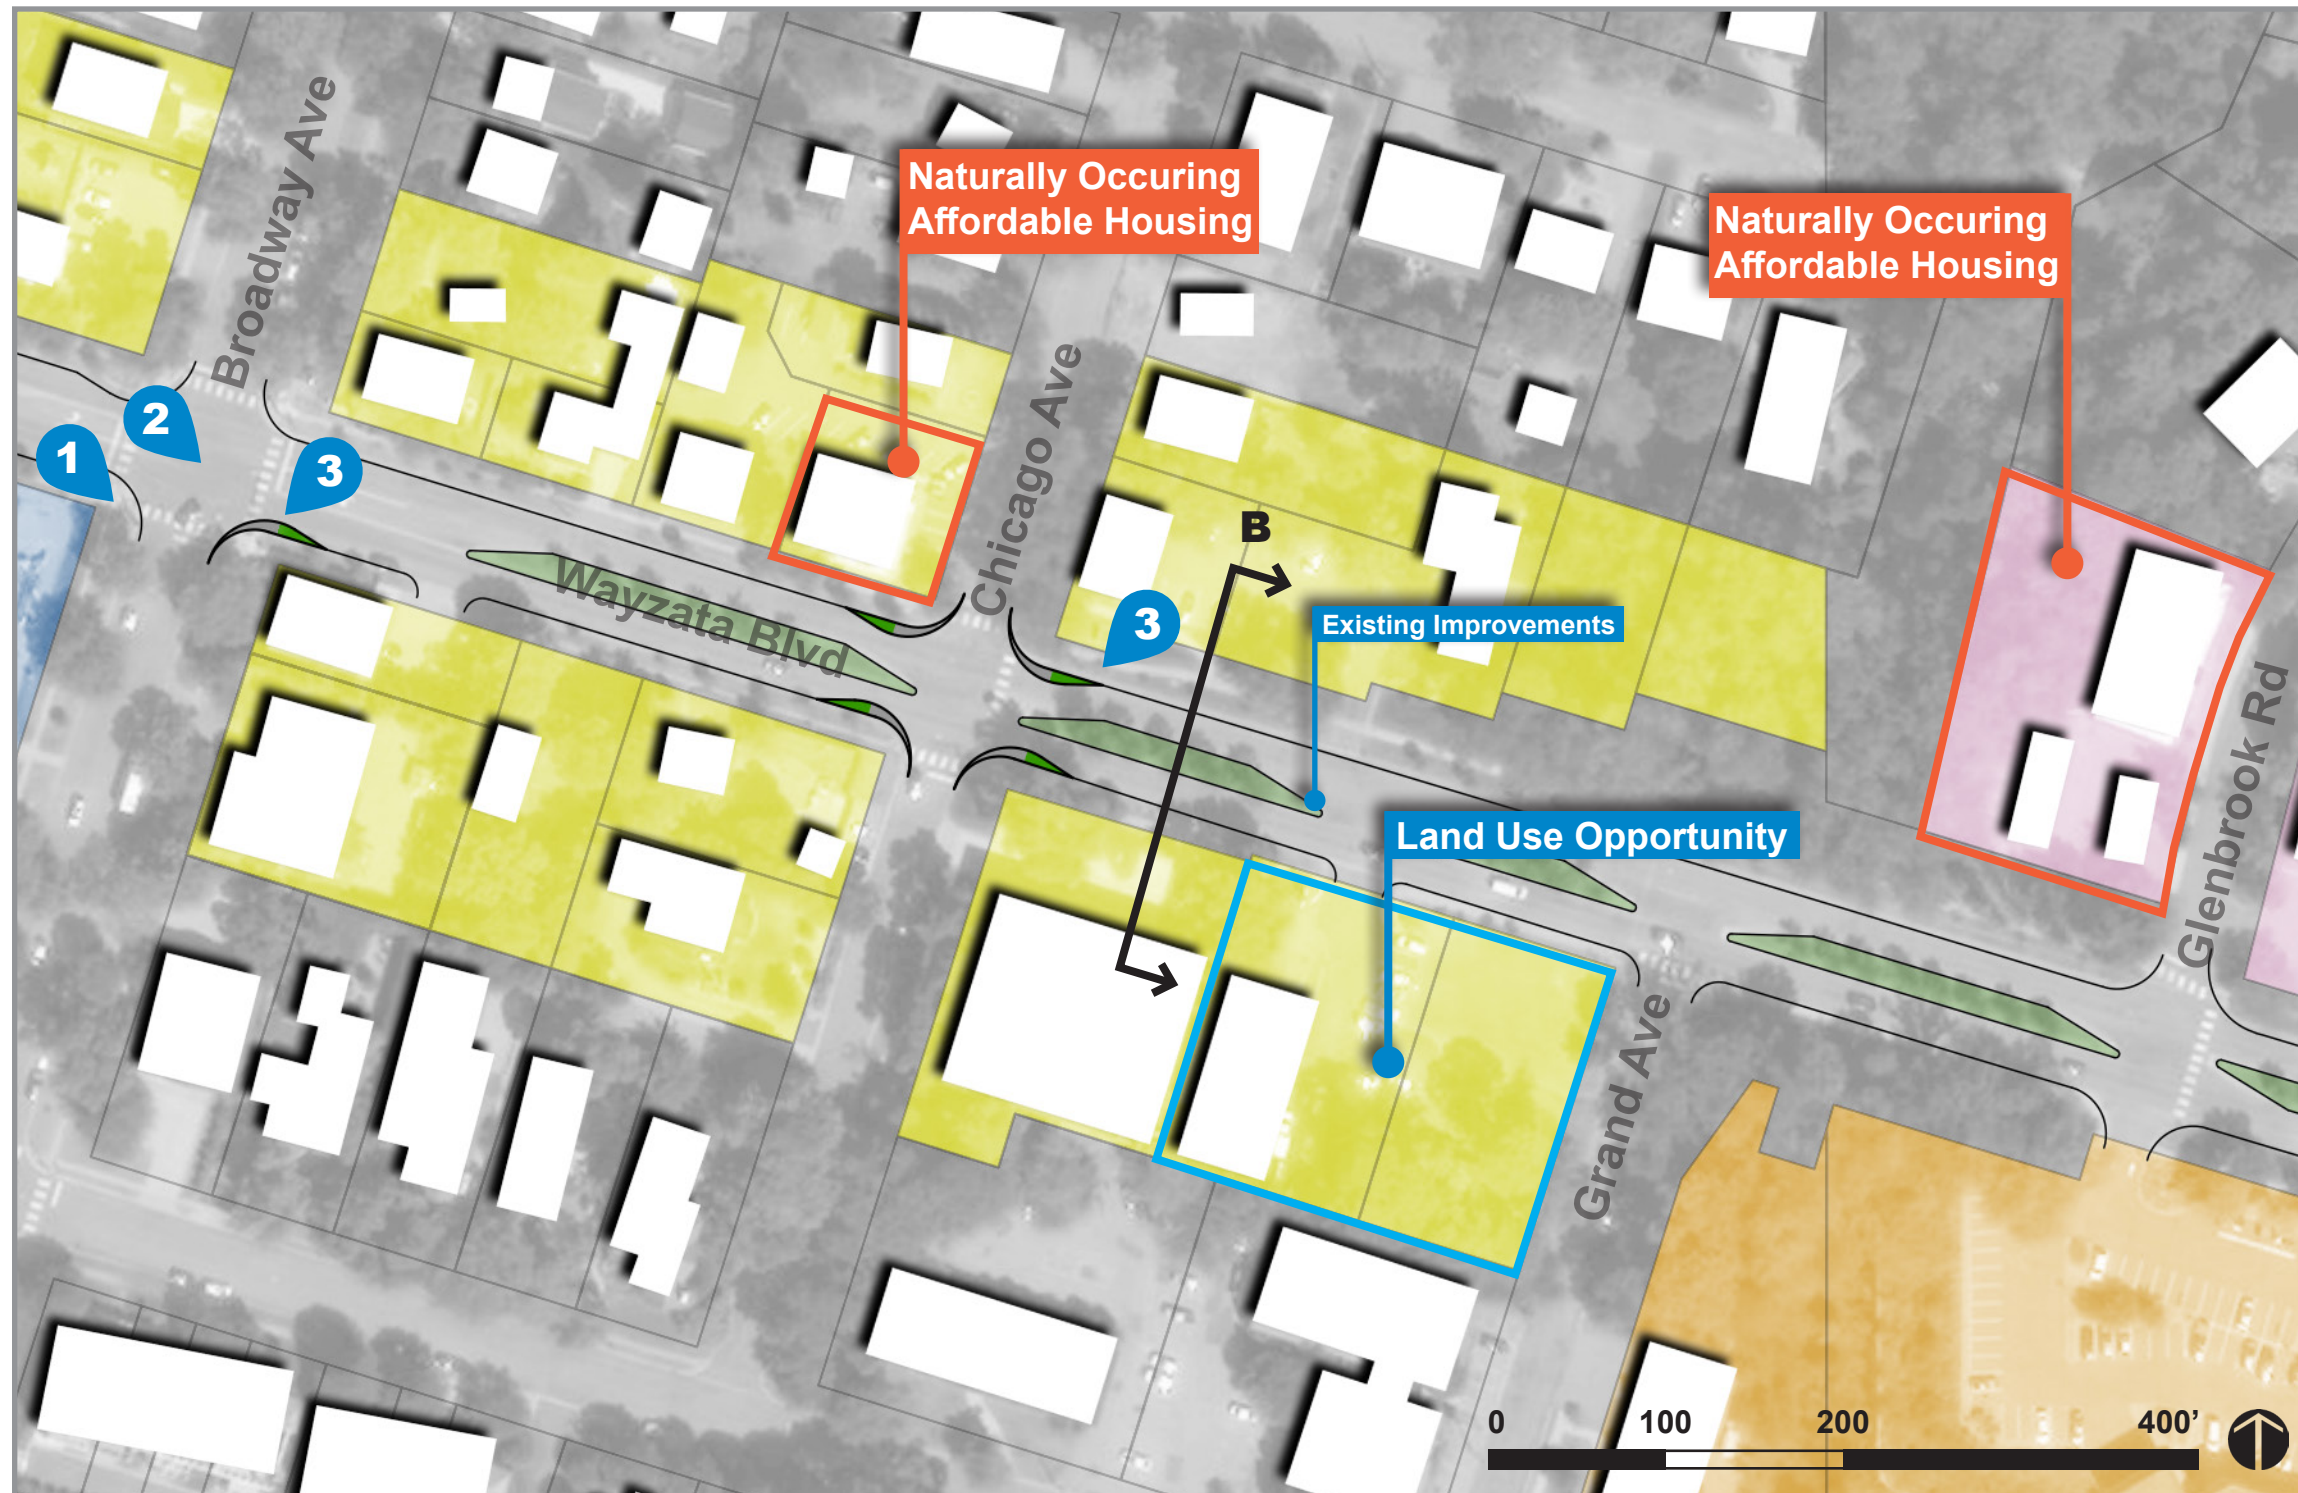 Naturally Occuring
Affordable Housing
Naturally Occuring
Affordable Housing
Broadway Ave
Chicago Ave
2
1
3
B
Wayzata Blvd
3
Existing Improvements
Glenbrook Rd
Land Use Opportunity
Grand Ave
0 100 200 400’